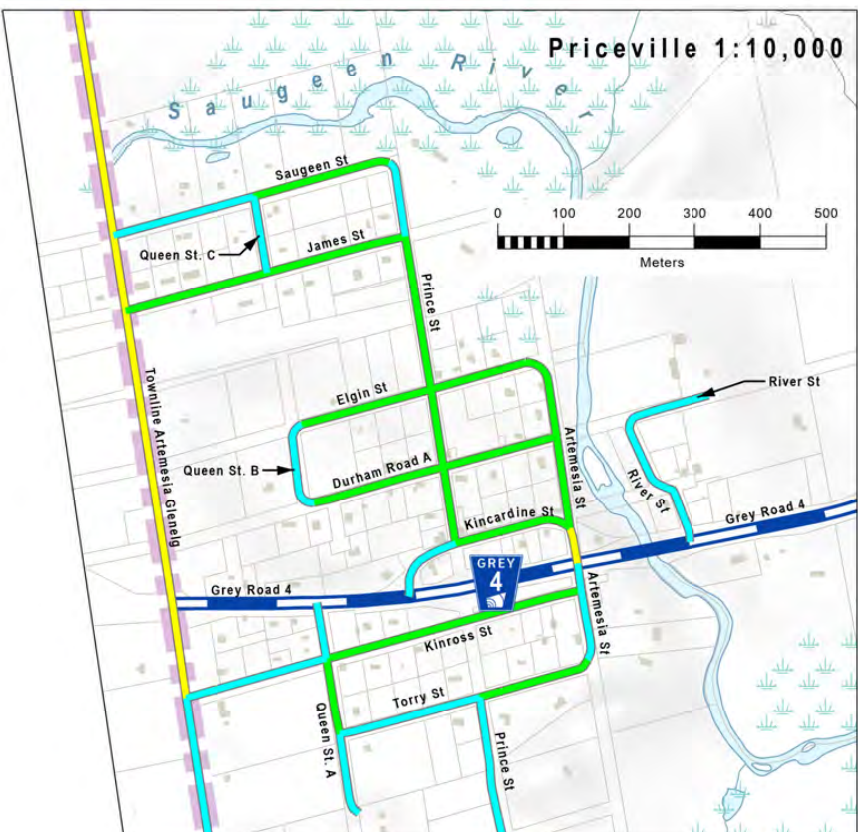 Priceville 1:10,000
Saugeen River
Saugeen St
0 100 200 300 400 500
Meters
Queen St. C
James St
Prince St
Townline Artemesia Glenelg
Elgin St
River St
Artemesia St
Queen St. B
Durham Road A
River St
Kincardine St
Grey Road 4
GREY
4
Grey Road 4
Artemesia St
Kinross St
Torry St
Queen St. A
Prince St